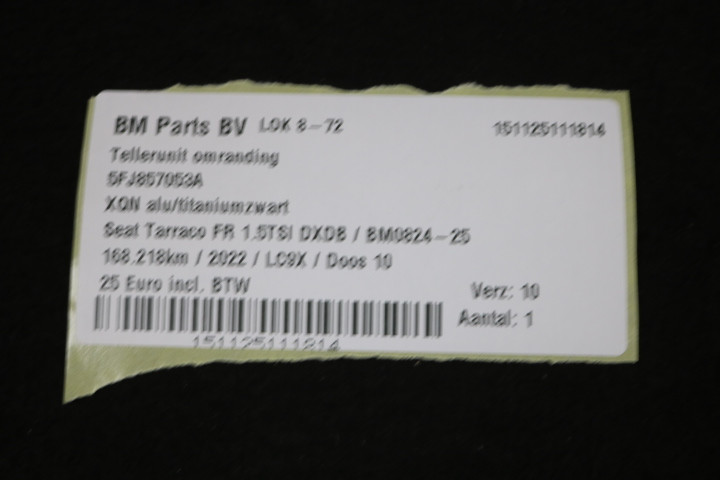 BM Parts BV LOK 8-72 151125111814
Tellerunit omranding
5FJ857053A
XQN alu/titaniumzwart
Seat Tarraco FR 1.5TSI DXDB / BM0824-25
168.218km / 2022 / LC9X / Doos 10
25 Euro incl. BTW
Verz: 10
Aantal: 1
151125111814